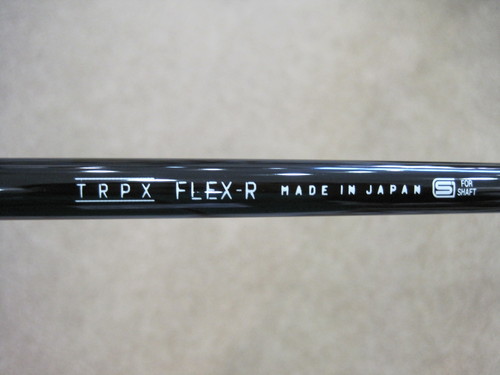 TRPX FLEX-R MADE IN JAPAN S FOR SHAFT